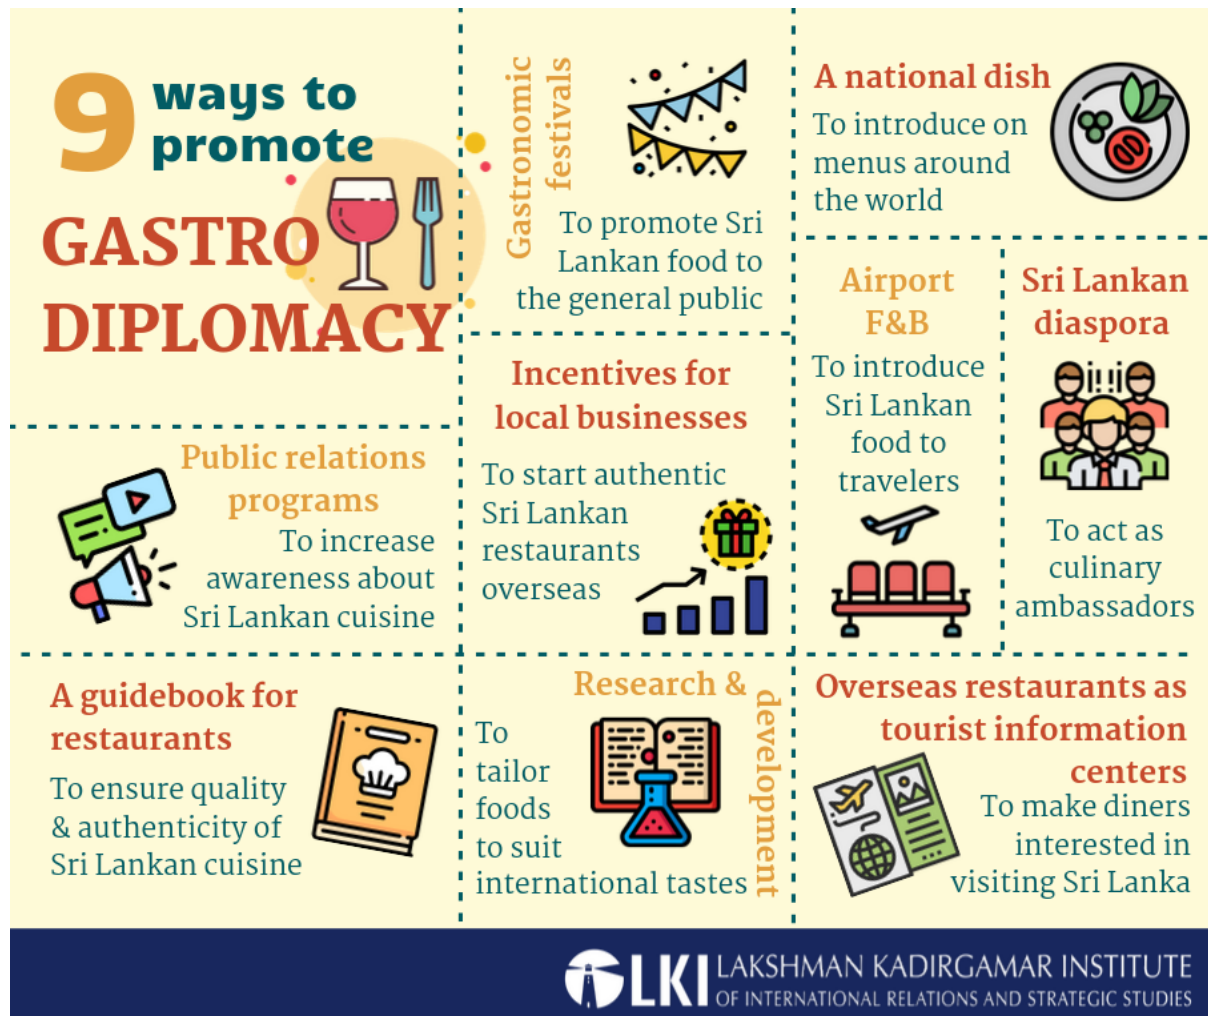 9 ways to
promote
GASTRO
DIPLOMACY
Gastronomic
festivals
To promote Sri
Lankan food to
the general public
A national dish
To introduce on
menus around
the world
Public relations
programs
To increase
awareness about
Sri Lankan cuisine
Incentives for
local businesses
To start authentic
Sri Lankan
restaurants
overseas
Airport
F&B
To introduce
Sri Lankan
food to
travelers
Sri Lankan
diaspora
To act as
culinary
ambassadors
A guidebook for
restaurants
To ensure quality
& authenticity of
Sri Lankan cuisine
Research &
development
To
tailor
foods
to suit
international tastes
Overseas restaurants as
tourist information
centers
To make diners
interested in
visiting Sri Lanka
LKI
LAKSHMAN KADIRGAMAR INSTITUTE
OF INTERNATIONAL RELATIONS AND STRATEGIC STUDIES